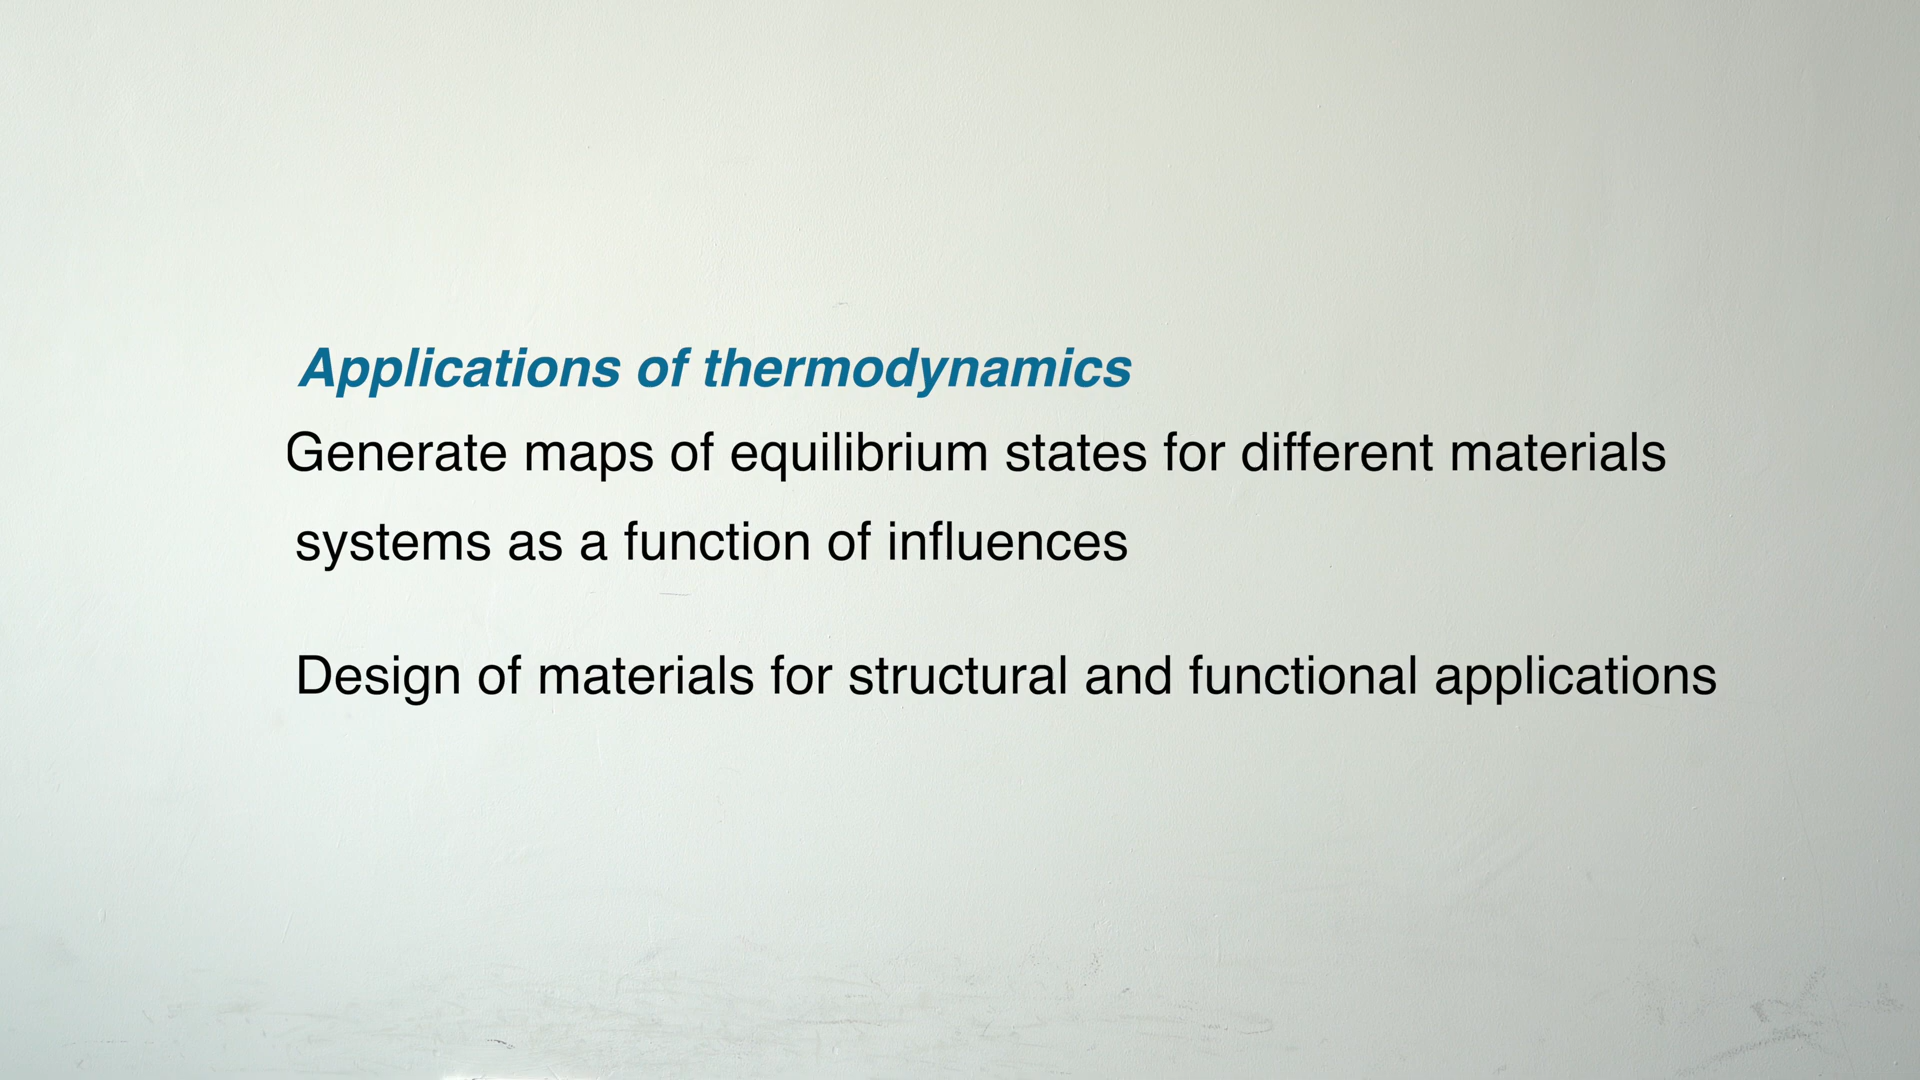 Applications of thermodynamics
Generate maps of equilibrium states for different materials
systems as a function of influences
Design of materials for structural and functional applications